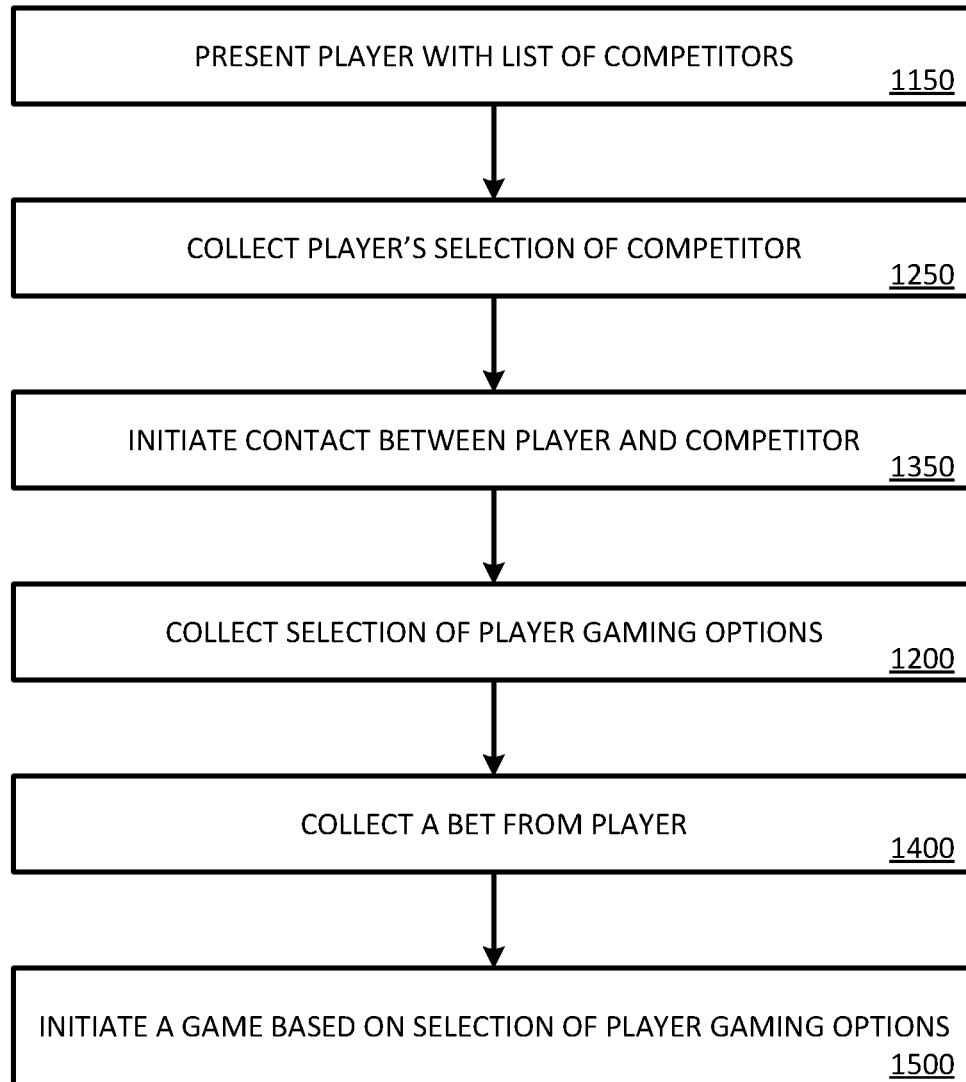 PRESENT PLAYER WITH LIST OF COMPETITORS
1150
COLLECT PLAYER’S SELECTION OF COMPETITOR
1250
INITIATE CONTACT BETWEEN PLAYER AND COMPETITOR
1350
COLLECT SELECTION OF PLAYER GAMING OPTIONS
1200
COLLECT A BET FROM PLAYER
1400
INITIATE A GAME BASED ON SELECTION OF PLAYER GAMING OPTIONS
1500